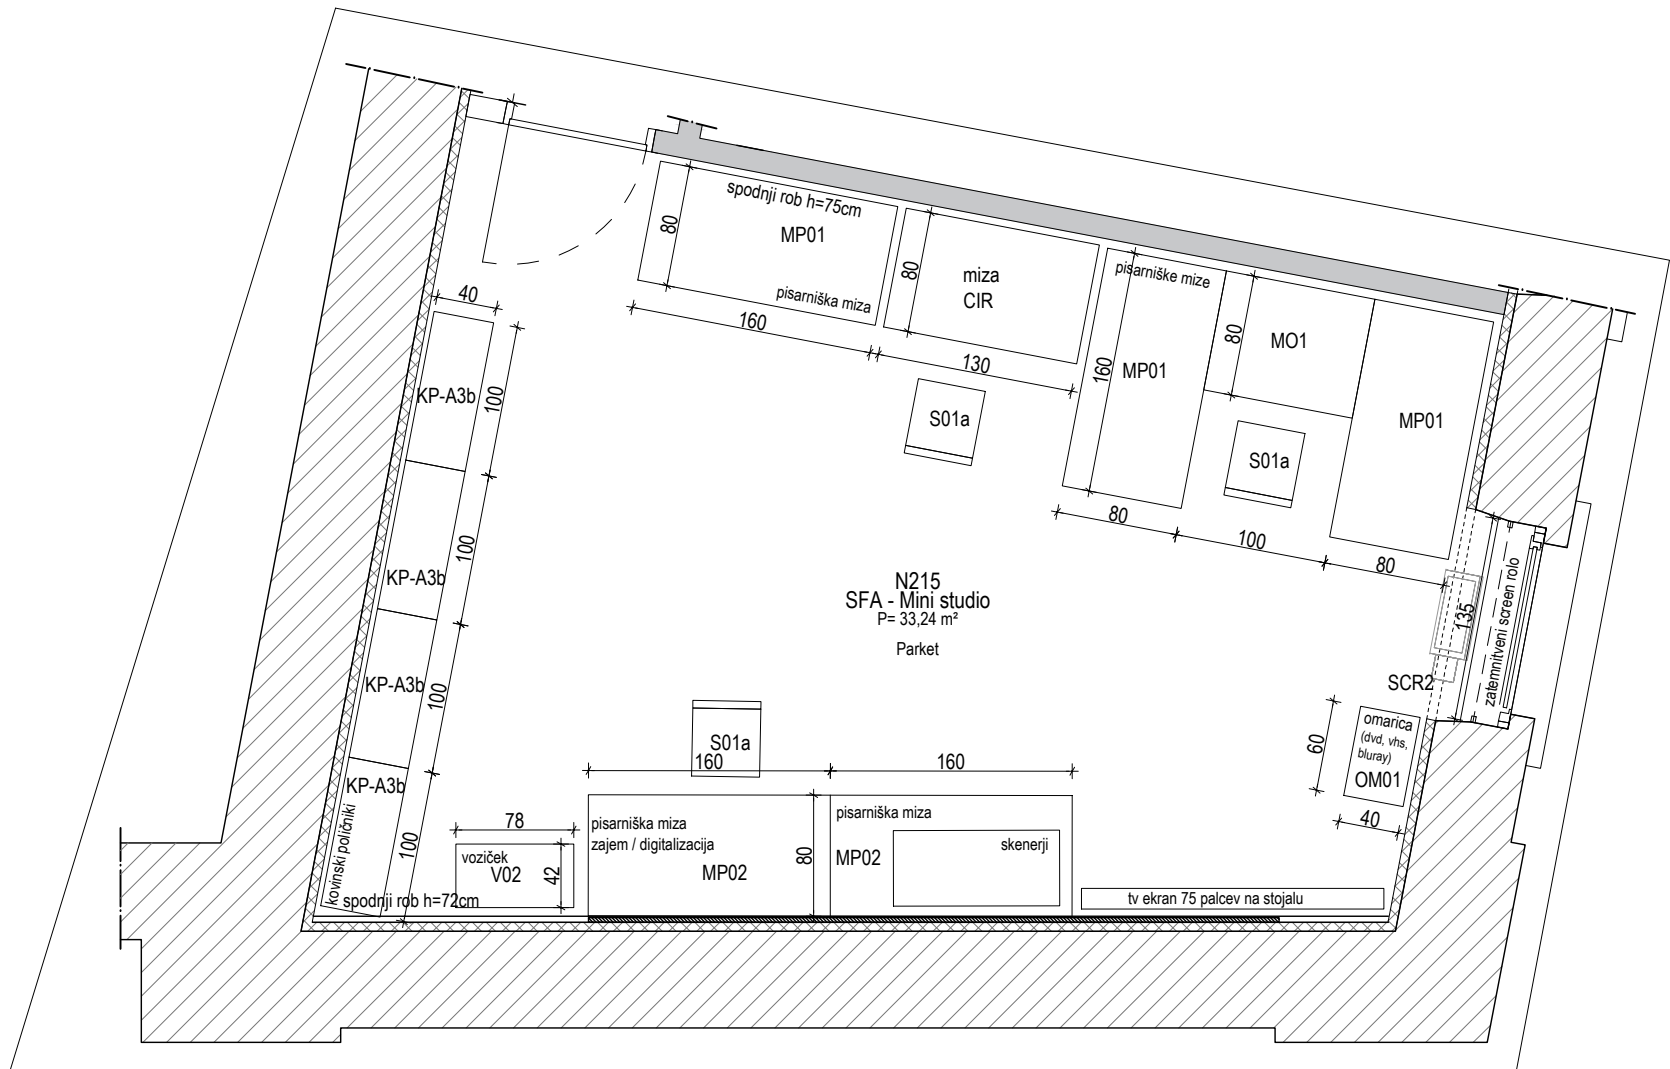 spodnji rob h=75cm
80
MP01
pisarniška miza
160
80
miza
CIR
130
pisarniške mize
160
MP01
80
MO1
MP01
S01a
S01a
80
100
80
40
KP-A3b
100
KP-A3b
100
KP-A3b
100
KP-A3b
100
kovinski poličniki
spodnji rob h=72cm
N215
SFA - Mini studio
P= 33,24 m²
Parket
135
zatemnitveni screen rolo
SCR2
60
omarica
(dvd, vhs,
bluray)
OM01
40
S01a
160
160
78
voziček
V02
42
pisarniška miza
zajem / digitalizacija
MP02
80
pisarniška miza
MP02
skenerji
tv ekran 75 palcev na stojalu